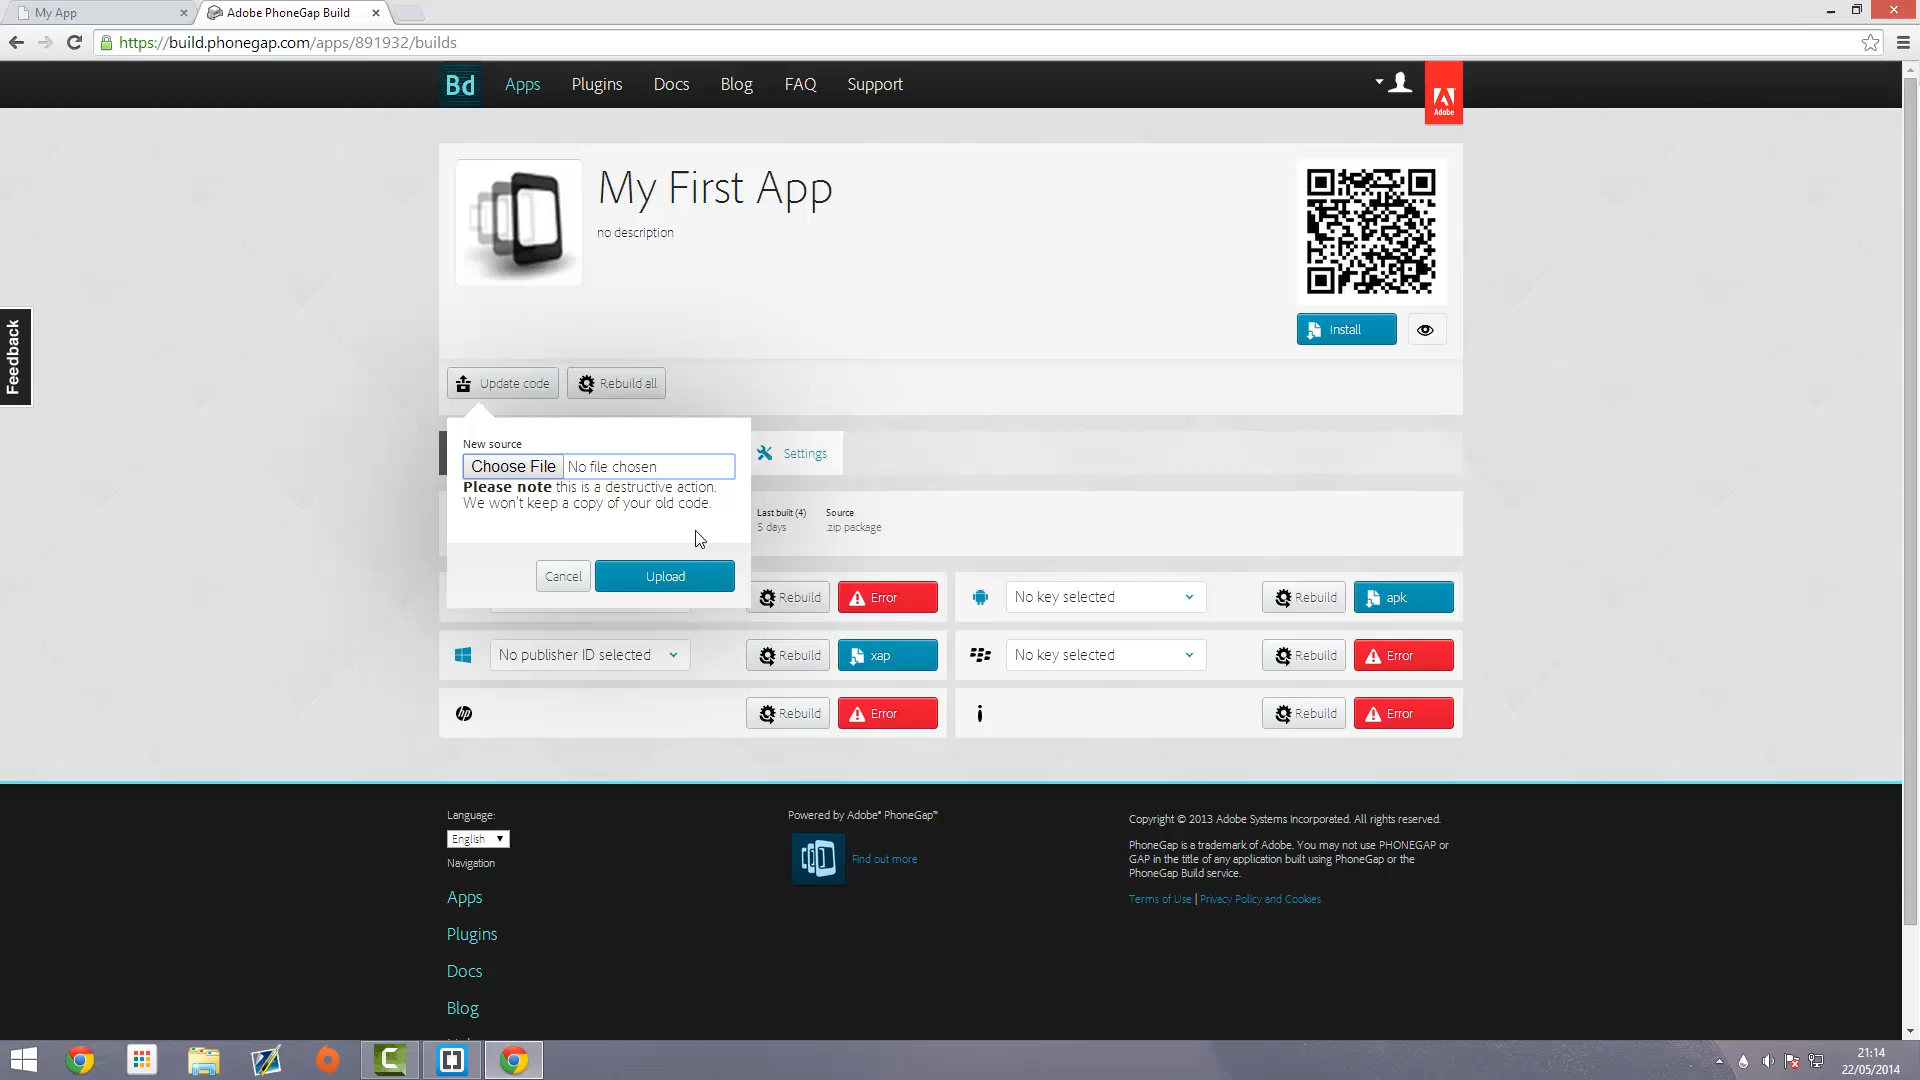 My App
Adobe PhoneGap Build
https://build.phonegap.com/apps/891932/builds
Bd
Apps
Plugins
Docs
Blog
FAQ
Support
Adobe
My First App
no description
Install
Feedback
Update code
Rebuild all
New source
Choose File No file chosen
Please note this is a destructive action.
We won't keep a copy of your old code.
Cancel
Upload
Settings
Last built (4)
5 days
Source
.zip package
Rebuild
Error
No key selected
Rebuild
apk
No publisher ID selected
Rebuild
xap
No key selected
Rebuild
Error
hp
Rebuild
Error
Rebuild
Error
Language:
English
Navigation
Apps
Plugins
Docs
Blog
Powered by Adobe® PhoneGap™
Find out more
Copyright © 2013 Adobe Systems Incorporated. All rights reserved.
PhoneGap is a trademark of Adobe. You may not use PHONEGAP or
GAP in the title of any application built using PhoneGap or the
PhoneGap Build service.
Terms of Use | Privacy Policy and Cookies
21:14
22/05/2014